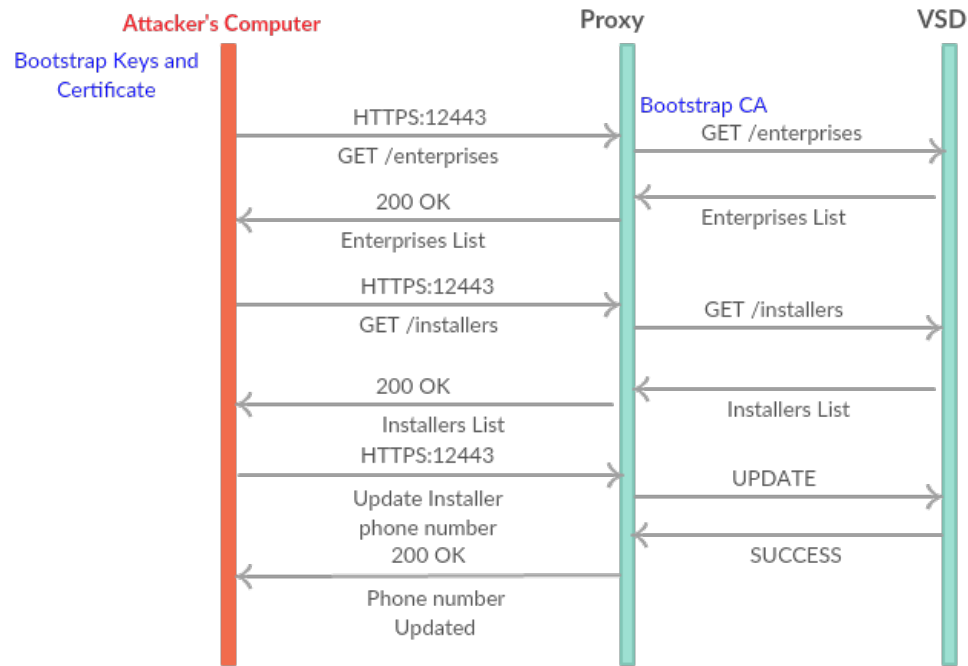 Attacker's Computer
Proxy
VSD
Bootstrap Keys and
Certificate
Bootstrap CA
HTTPS:12443
GET /enterprises
GET /enterprises
200 OK
Enterprises List
Enterprises List
HTTPS:12443
GET /installers
GET /installers
200 OK
Installers List
Installers List
HTTPS:12443
Update Installer
phone number
UPDATE
200 OK
SUCCESS
Phone number
Updated